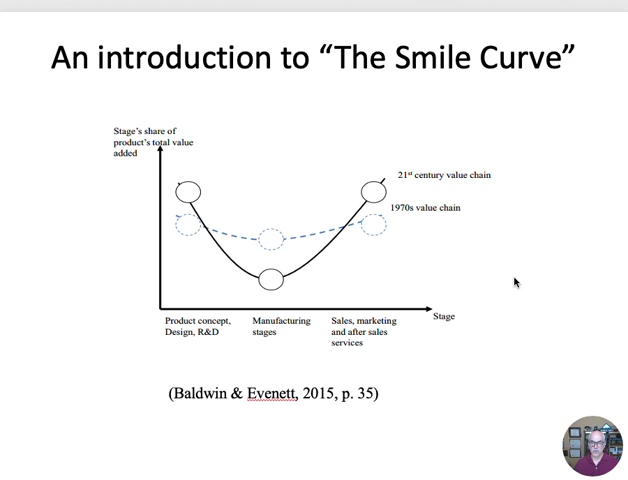 An introduction to “The Smile Curve”
Stage’s share of
product’s total value
added
21st century value chain
1970s value chain
Product concept,
Design, R&D
Manufacturing
stages
Sales, marketing
and after sales
services
Stage
(Baldwin & Evenett, 2015, p. 35)